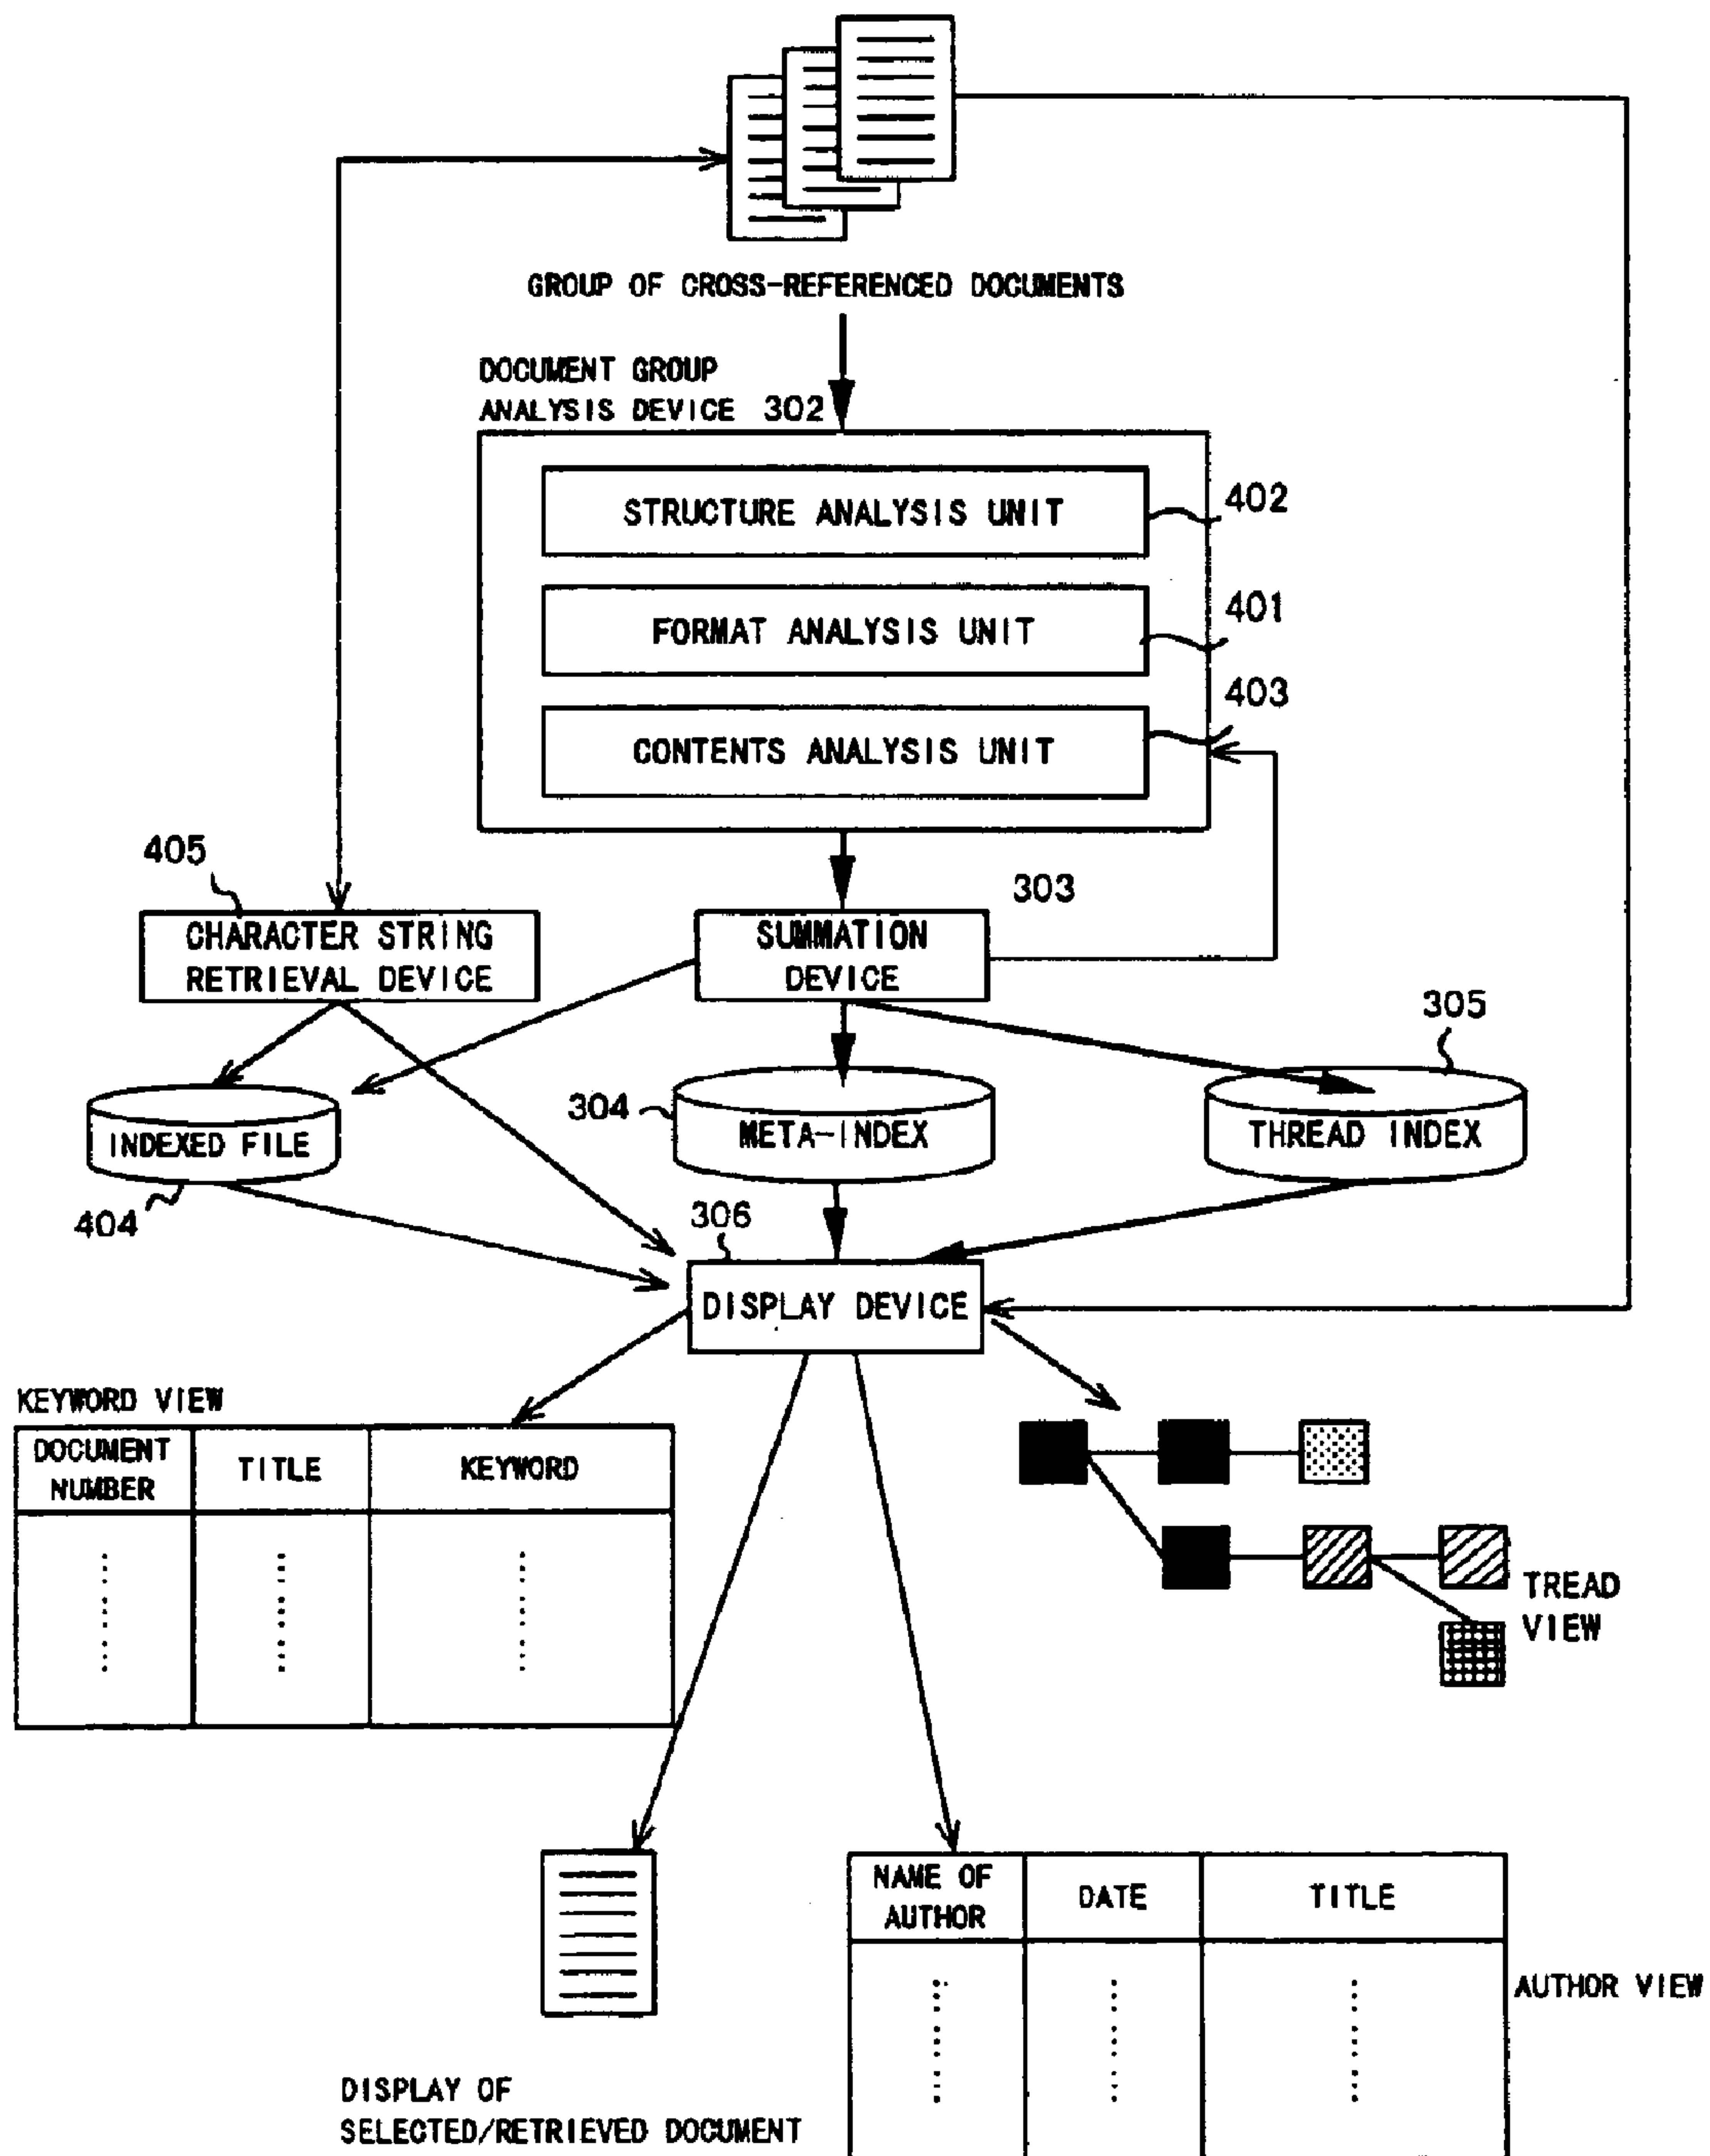 GROUP OF CROSS-REFERENCED DOCUMENTS
DOCUMENT GROUP
ANALYSIS DEVICE 302
STRUCTURE ANALYSIS UNIT
402
FORMAT ANALYSIS UNIT
401
403
CONTENTS ANALYSIS UNIT
405
303
CHARACTER STRING
RETRIEVAL DEVICE
SUMMATION
DEVICE
305
304
INDEXED FILE
META-INDEX
THREAD INDEX
404
306
DISPLAY DEVICE
KEYWORD VIEW
DOCUMENT
NUMBER
TITLE
KEYWORD
TREAD
VIEW
NAME OF
AUTHOR
DATE
TITLE
AUTHOR VIEW
DISPLAY OF
SELECTED/RETRIEVED DOCUMENT